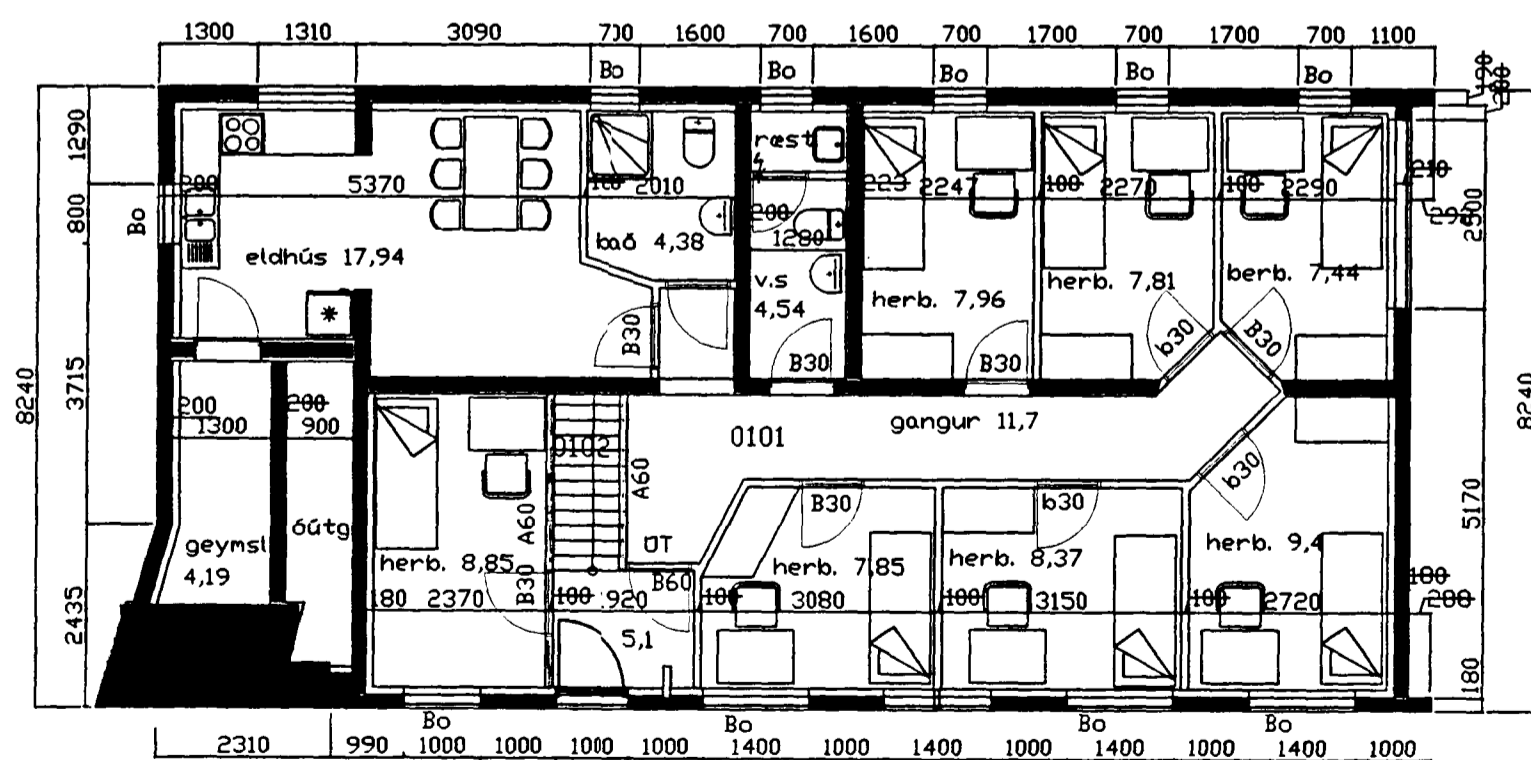 1300 1310 3090 700 1600 700 1600 700 1700 700 1700 700 1100
Bo Bo Bo Bo Bo
1290
800
3715
8240
2435
Bo
200 5370 100 2010
eldhús 17,94
bað 4,38
ræst
200
1280
v.s
4,54
2247 100 2270 100 2290
210
290
8240
5170
180
herb. 7,96
herb. 7,81
herb. 7,44
B30 B30 B30 b30 B30
200 200
1300 900
0102
A60
0101
gangur 11,7
b30
geymsl
4,19
óútg
herb. 8,85
A60
B30
ÚT
B60
B30
b30
herb. 7,85
herb. 8,37
herb. 9,4
180 2370 100 920 100 3080 100 3150 100 2720
180
200
5,1
Bo Bo Bo Bo
2310 990 1000 1000 1000 1000 1400 1000 1400 1000 1400 1000 1400 1000